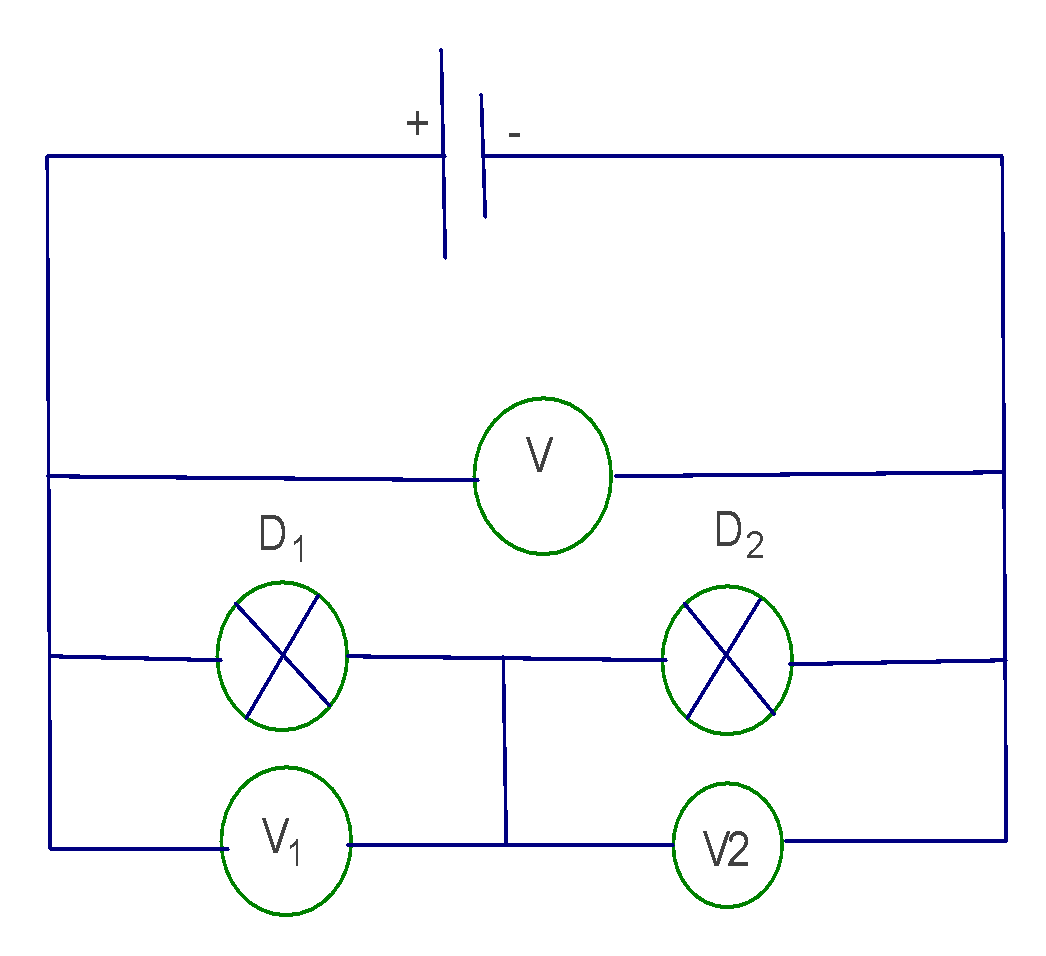 + -
V
D₁ D₂
V₁ V2